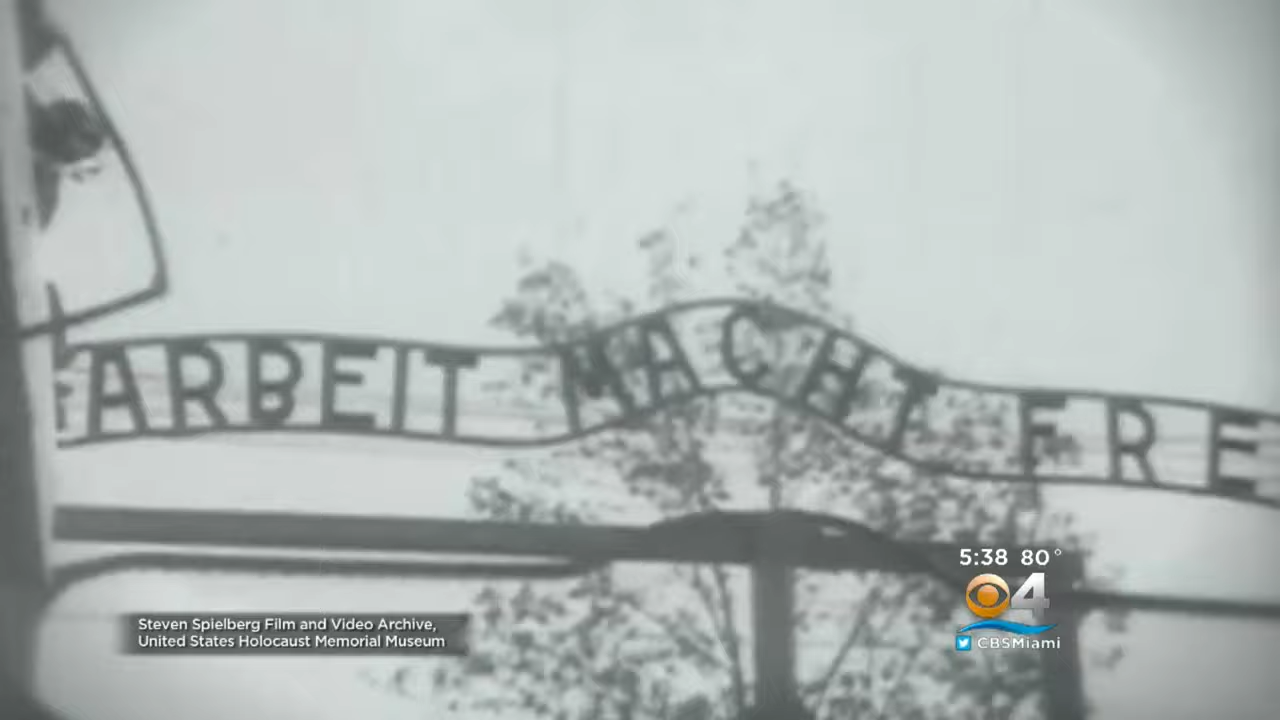 ARBEIT MACHT FRE
5:38 80°
4
Steven Spielberg Film and Video Archive,
United States Holocaust Memorial Museum
CBSMiami